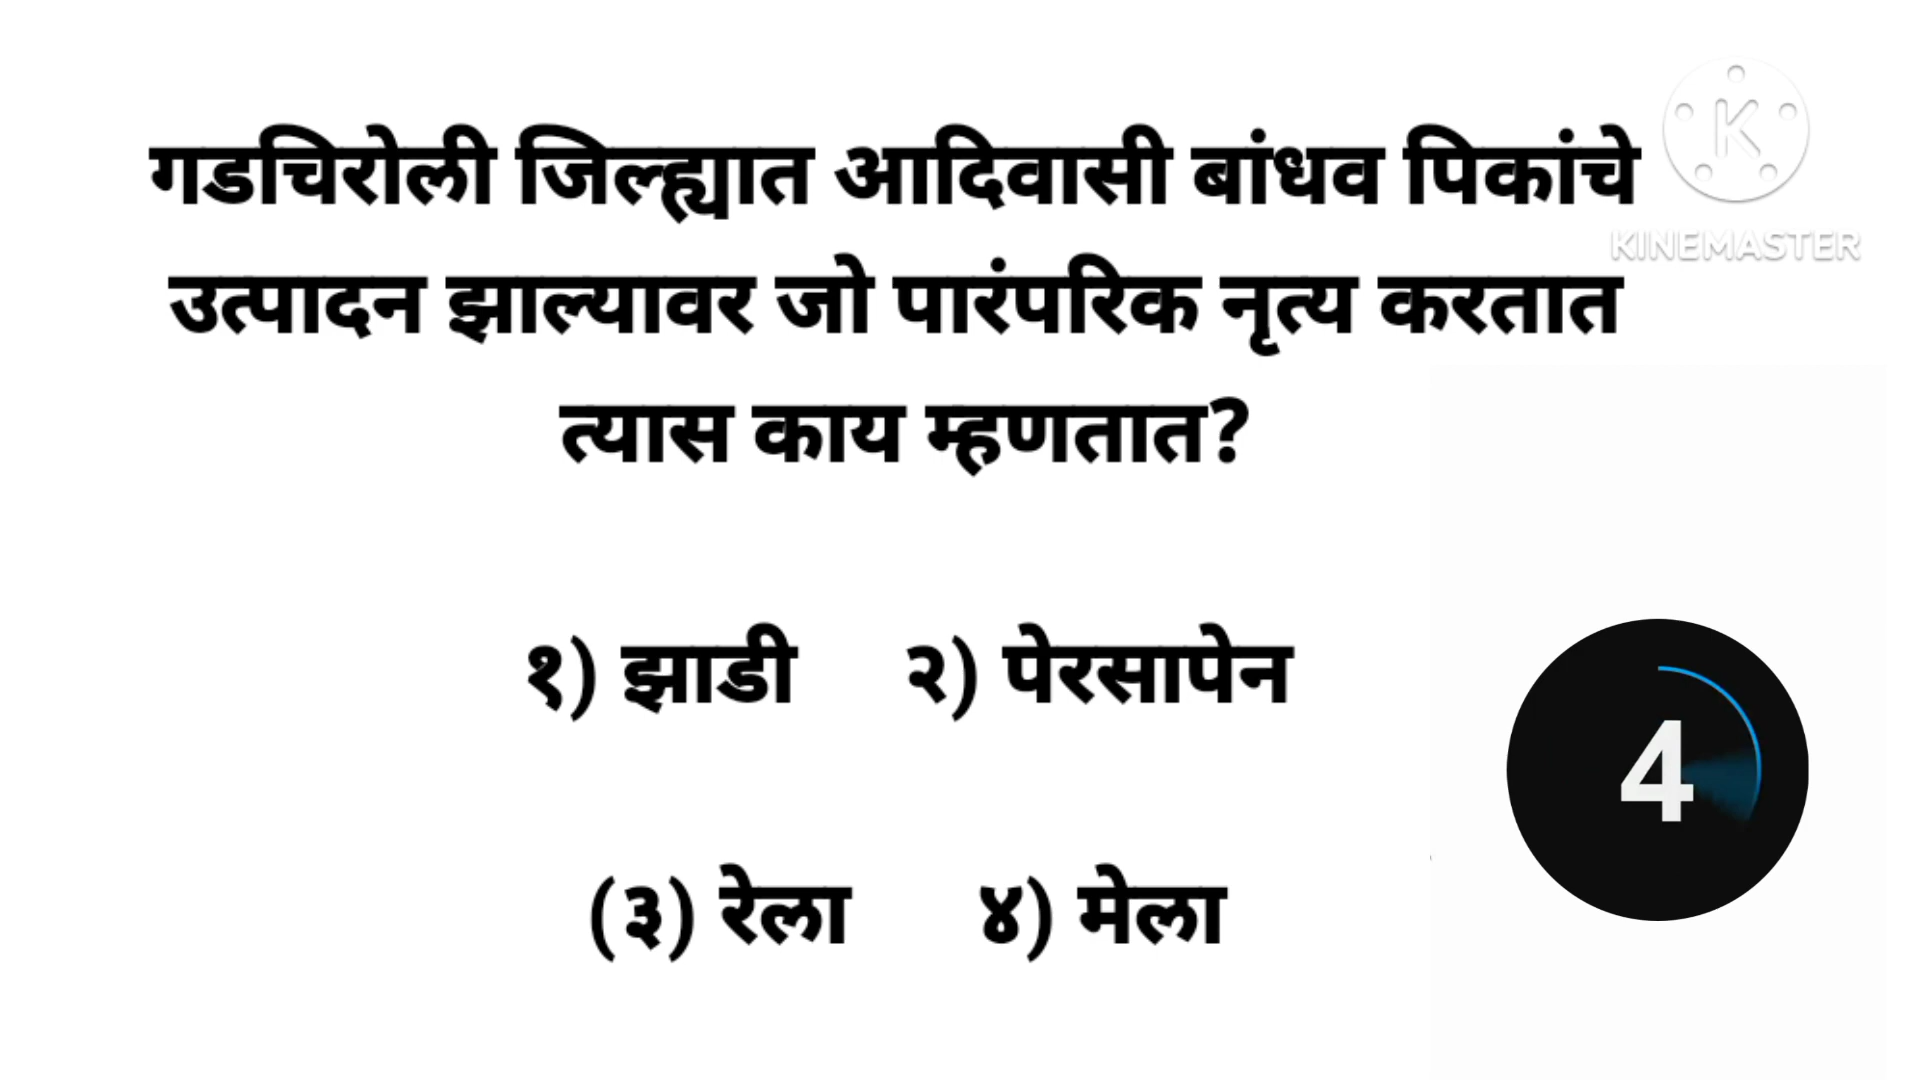 गडचिरोली जिल्ह्यात आदिवासी बांधव पिकांचे
उत्पादन झाल्यावर जो पारंपरिक नृत्य करतात
त्यास काय म्हणतात?
१) झाडी २) पेरसापेन
(३) रेला ४) मेला
K
KINEMASTER
4